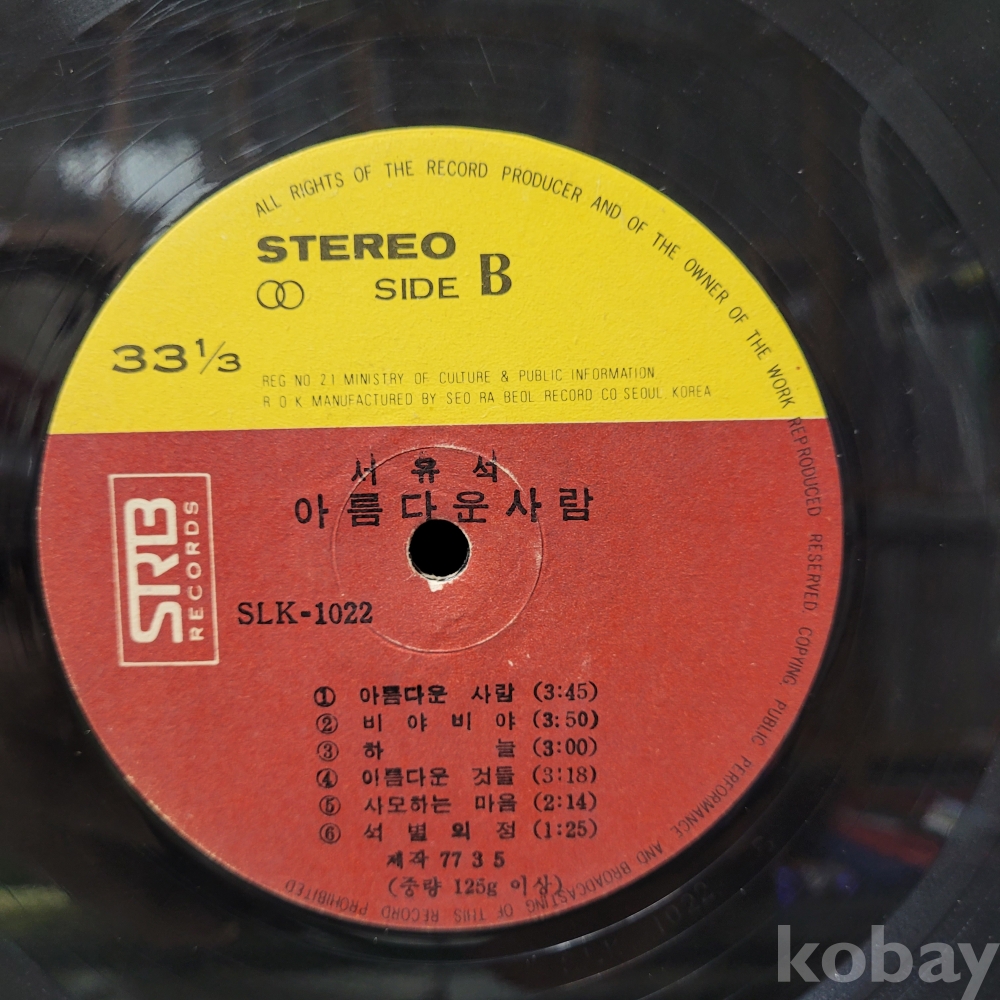 ALL RIGHTS OF THE RECORD PRODUCER AND OF THE OWNER OF THE WORK REPRODUCED RESERVED. COPYING, PUBLIC PERFORMANCE AND BROADCASTING OF THIS RECORD PROHIBITED
STEREO
SIDE B
33 1/3
REG NO 21 MINISTRY OF CULTURE & PUBLIC INFORMATION
R O K MANUFACTURED BY SEO RA BEOL RECORD CO SEOUL KOREA
서 유 석
아름다운사람
SRB
RECORDS
SLK-1022
① 아름다운 사람 (3:45)
② 비 야 비 야 (3:50)
③ 하 늘 (3:00)
④ 이름다운 것들 (3:18)
⑤ 사모하는 마음 (2:14)
⑥ 석 별 의 정 (1:25)
제작 77 3 5
(중량 125g 이상)
kobay